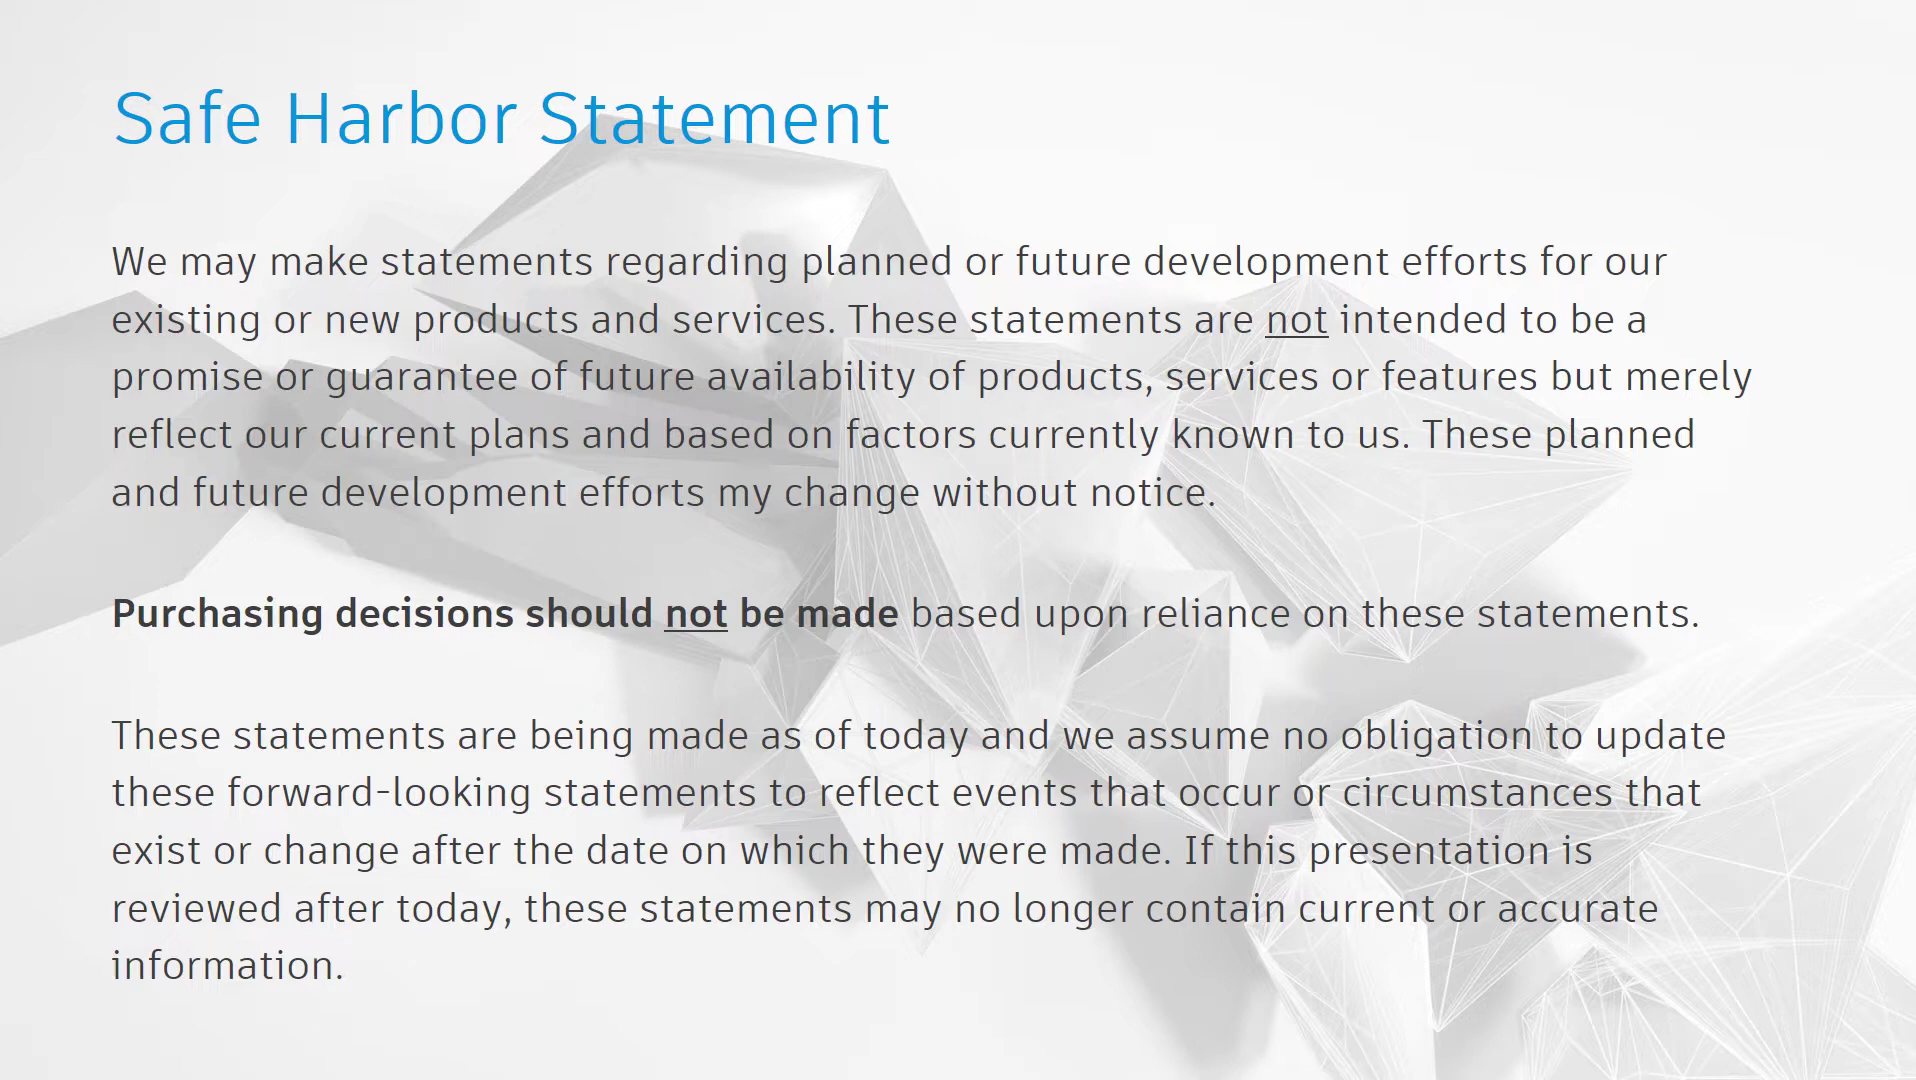 Safe Harbor Statement
We may make statements regarding planned or future development efforts for our
existing or new products and services. These statements are not intended to be a
promise or guarantee of future availability of products, services or features but merely
reflect our current plans and based on factors currently known to us. These planned
and future development efforts my change without notice.
Purchasing decisions should not be made based upon reliance on these statements.
These statements are being made as of today and we assume no obligation to update
these forward-looking statements to reflect events that occur or circumstances that
exist or change after the date on which they were made. If this presentation is
reviewed after today, these statements may no longer contain current or accurate
information.